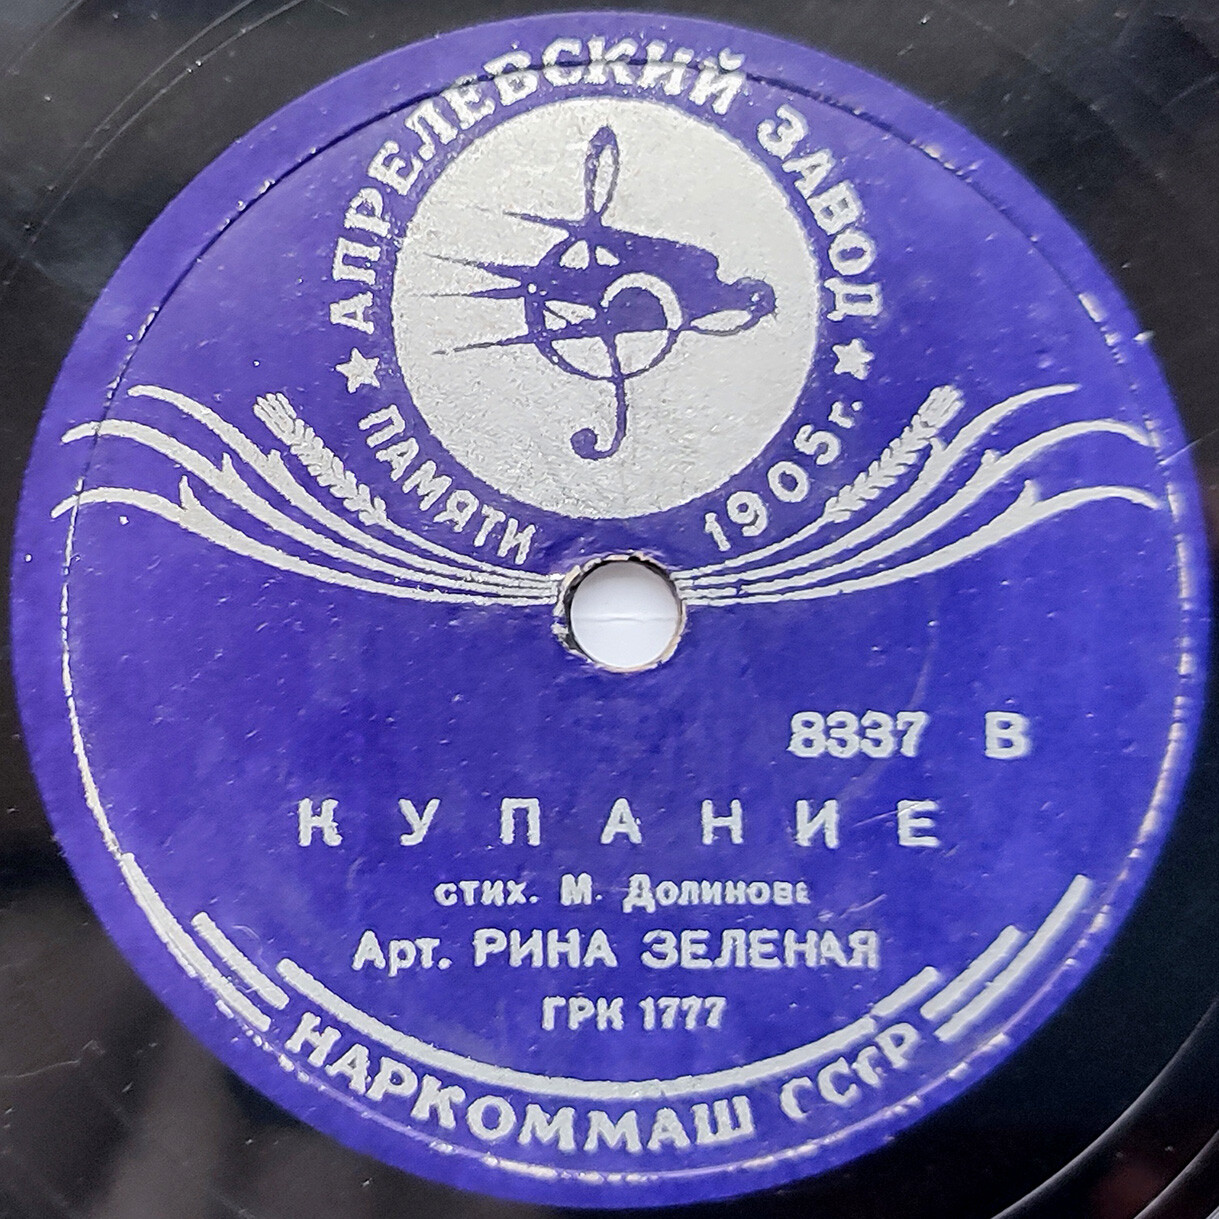 АПРЕЛЕВСКИЙ ЗАВОД
ПАМЯТИ 1905 г.
8337 В
КУПАНИЕ
стих. М. Долинова
Арт. РИНА ЗЕЛЕНАЯ
ГРК 1777
НАРКОММАШ СССР